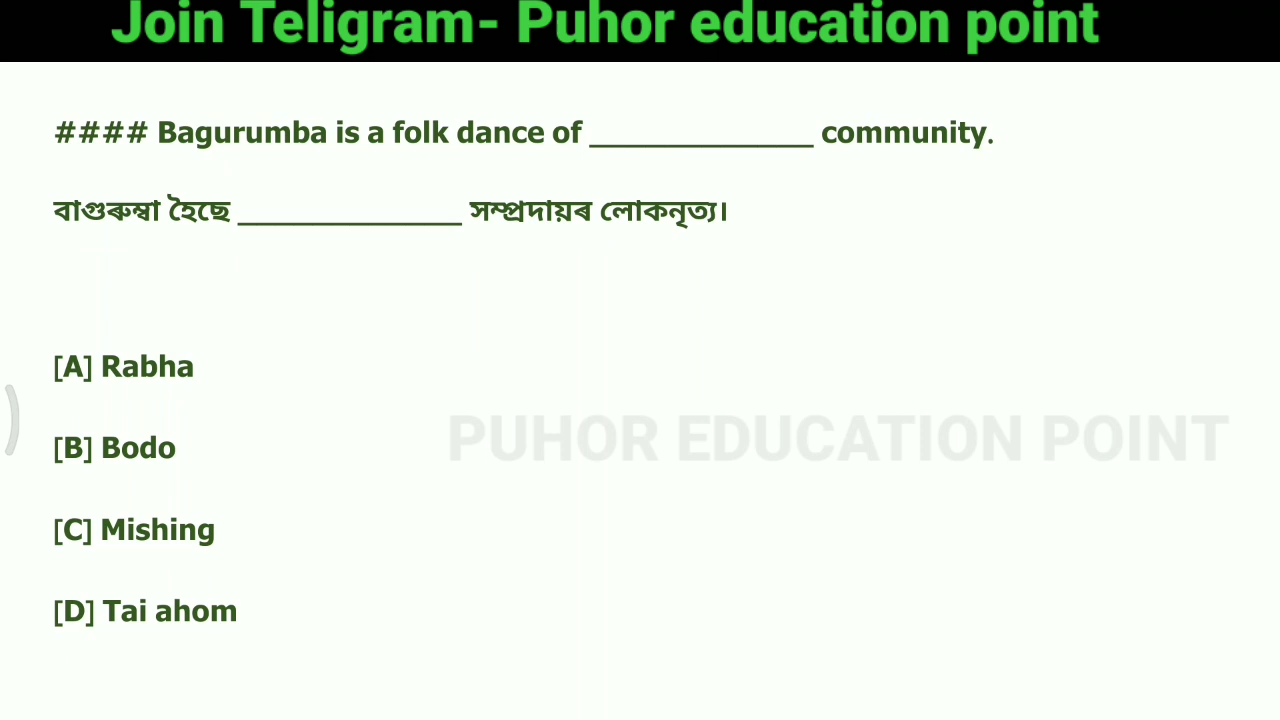 Join Teligram- Puhor education point
#### Bagurumba is a folk dance of ______________ community.
বাগুৰুম্বা হৈছে ______________ সম্প্ৰদায়ৰ লোকনৃত্য।
[A] Rabha
PUHOR EDUCATION POINT
[B] Bodo
[C] Mishing
[D] Tai ahom